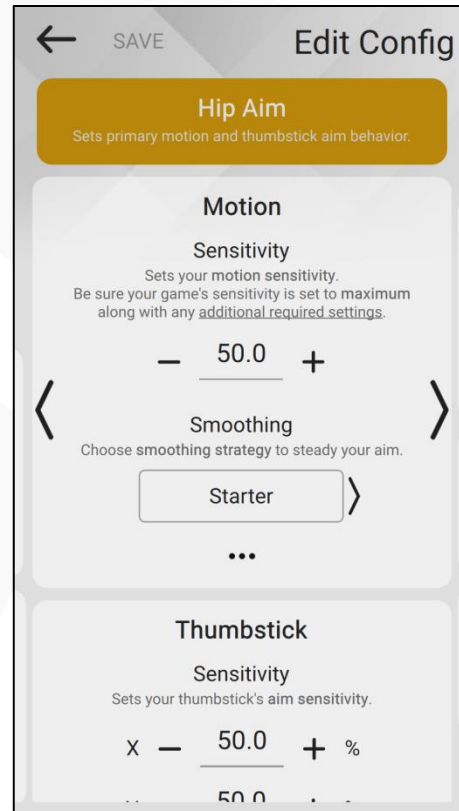 SAVE Edit Config
Hip Aim
Sets primary motion and thumbstick aim behavior.
Motion
Sensitivity
Sets your motion sensitivity.
Be sure your game's sensitivity is set to maximum
along with any additional required settings.
− 50.0 +
Smoothing
Choose smoothing strategy to steady your aim.
Starter
...
Thumbstick
Sensitivity
Sets your thumbstick's aim sensitivity.
X − 50.0 + %
50.0